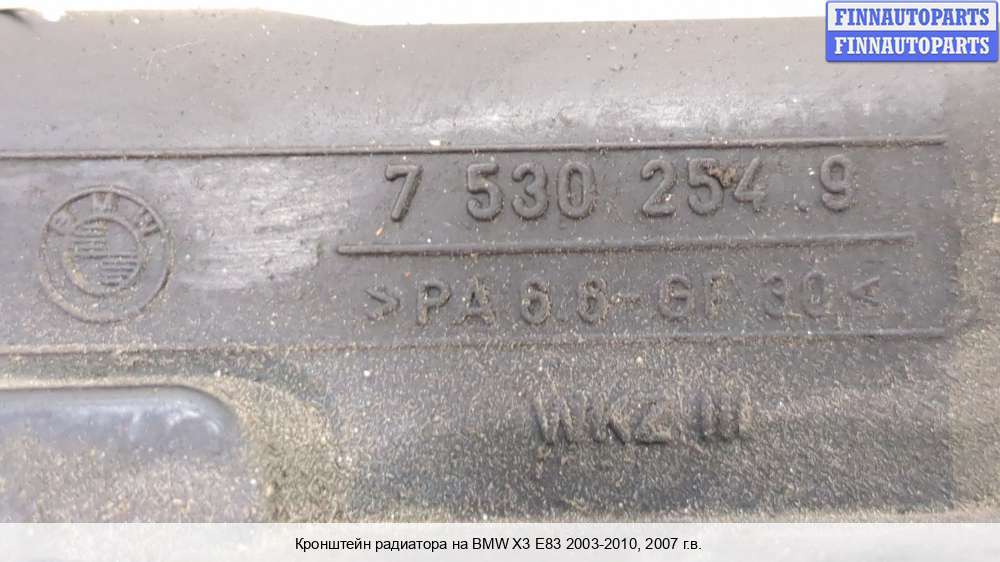 FINNAUTOPARTS
FINNAUTOPARTS
7 530 254.9
BMW
>PA 6.6-GF 30<
WKZ III
Кронштейн радиатора на BMW X3 E83 2003-2010, 2007 г.в.